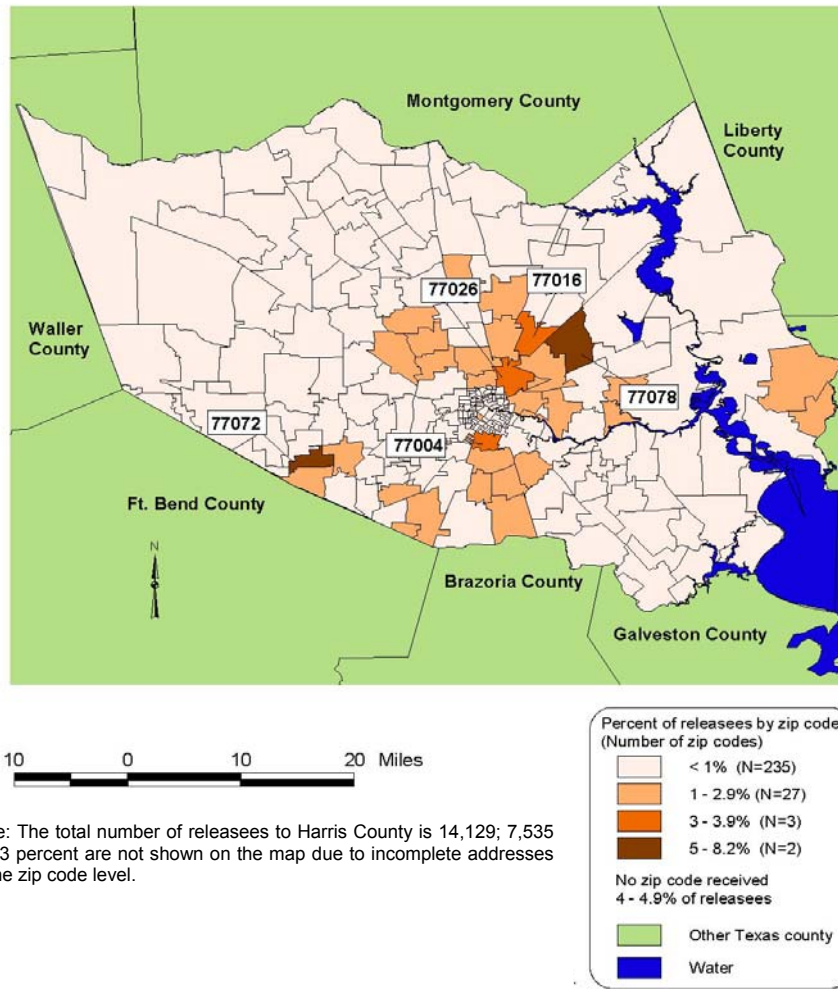 Montgomery County
Liberty
County
77026
77016
Waller
County
77078
77072
77004
Ft. Bend County
N
Brazoria County
Galveston County
Percent of releasees by zip code
(Number of zip codes)
< 1% (N=235)
1 - 2.9% (N=27)
3 - 3.9% (N=3)
5 - 8.2% (N=2)
No zip code received
4 - 4.9% of releasees
Other Texas county
Water
10 0 10 20 Miles
e: The total number of releasees to Harris County is 14,129; 7,535
3 percent are not shown on the map due to incomplete addresses
e zip code level.